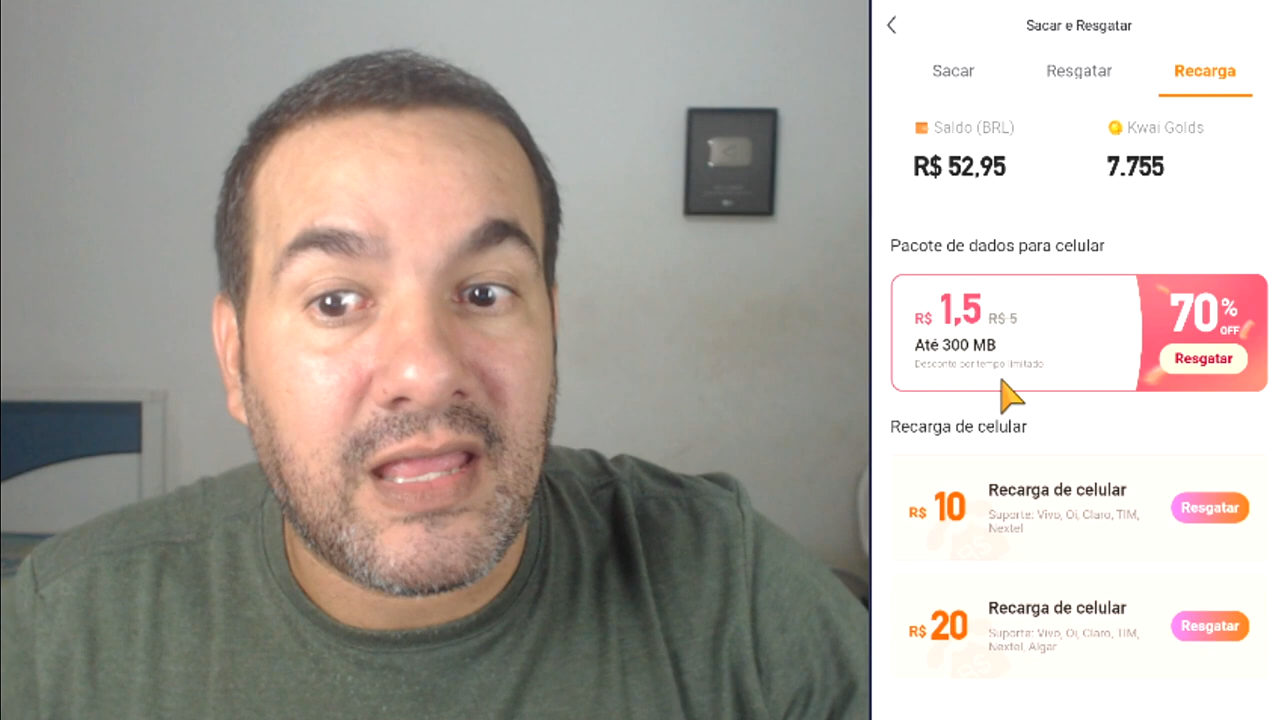 Sacar e Resgatar
Sacar
Resgatar
Recarga
Saldo (BRL)
Kwai Golds
R$ 52,95
7.755
Pacote de dados para celular
R$ 1,5 R$ 5
Até 300 MB
Desconto por tempo limitado
70% OFF
Resgatar
Recarga de celular
R$ 10
Recarga de celular
Suporte: Vivo, Oi, Claro, TIM,
Nextel
Resgatar
R$ 20
Recarga de celular
Suporte: Vivo, Oi, Claro, TIM,
Nextel, Algar
Resgatar